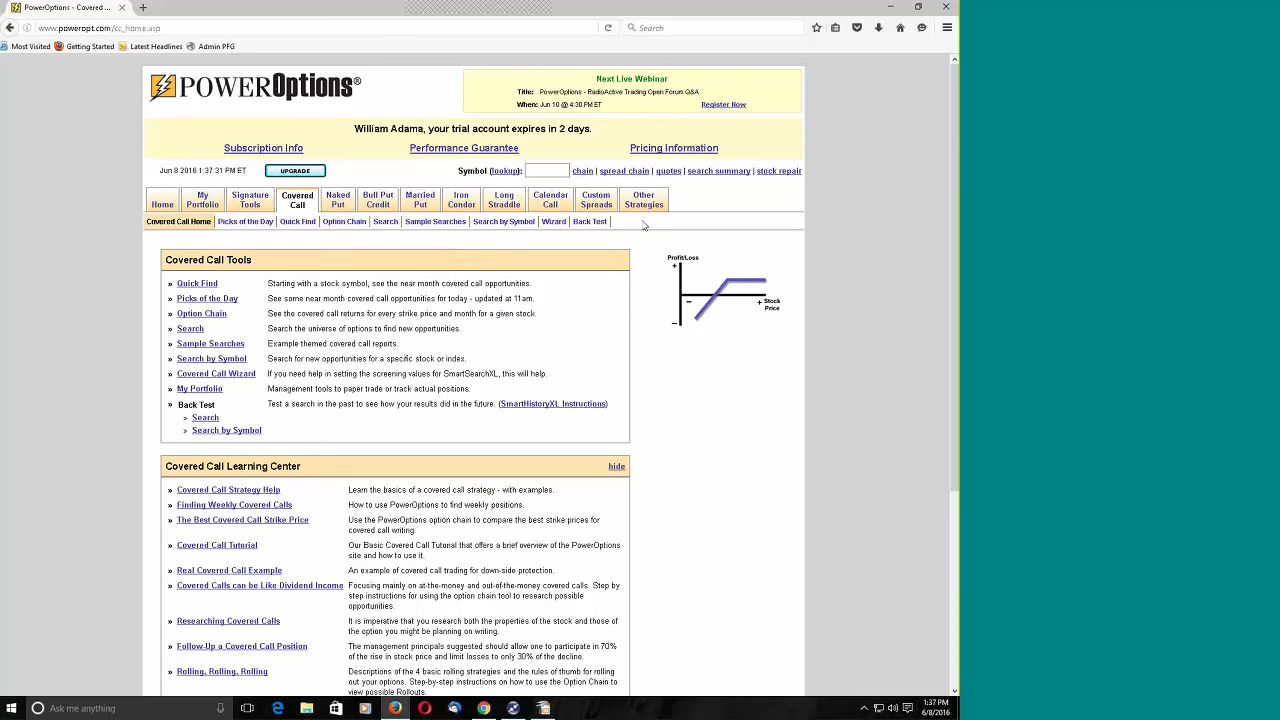 PowerOptions - Covered ...
www.poweropt.com/cc_home.asp
Search
Most Visited
Getting Started
Latest Headlines
Admin PFG
POWEROptions®
Next Live Webinar
Title: PowerOptions - RadioActive Trading Open Forum Q&A
When: Jun 10 @ 4:30 PM ET
Register Now
William Adama, your trial account expires in 2 days.
Subscription Info
Performance Guarantee
Pricing Information
Jun 8 2016 1:37:31 PM ET
UPGRADE
Symbol (lookup): chain | spread chain | quotes | search summary | stock repair
Home
My Portfolio
Signature Tools
Covered Call
Naked Put
Bull Put Credit
Married Put
Iron Condor
Long Straddle
Calendar Call
Custom Spreads
Other Strategies
Covered Call Home | Picks of the Day | Quick Find | Option Chain | Search | Sample Searches | Search by Symbol | Wizard | Back Test |
Covered Call Tools
» Quick Find Starting with a stock symbol, see the near month covered call opportunities.
» Picks of the Day See some near month covered call opportunities for today - updated at 11am.
» Option Chain See the covered call returns for every strike price and month for a given stock.
» Search Search the universe of options to find new opportunities.
» Sample Searches Example themed covered call reports.
» Search by Symbol Search for new opportunities for a specific stock or index.
» Covered Call Wizard If you need help in setting the screening values for SmartSearchXL, this will help.
» My Portfolio Management tools to paper trade or track actual positions.
» Back Test Test a search in the past to see how your results did in the future. (SmartHistoryXL Instructions)
» Search
» Search by Symbol
Profit/Loss
+
–
+ Stock
Price
–
Covered Call Learning Center
hide
» Covered Call Strategy Help Learn the basics of a covered call strategy - with examples.
» Finding Weekly Covered Calls How to use PowerOptions to find weekly positions.
» The Best Covered Call Strike Price Use the PowerOptions option chain to compare the best strike prices for
covered call writing.
» Covered Call Tutorial Our Basic Covered Call Tutorial that offers a brief overview of the PowerOptions
site and how to use it.
» Real Covered Call Example An example of covered call trading for down-side protection.
» Covered Calls can be Like Dividend Income Focusing mainly on at-the-money and out-of-the-money covered calls. Step by
step instructions for using the option chain tool to research possible
opportunities.
» Researching Covered Calls It is imperative that you research both the properties of the stock and those of
the option you might be planning on writing.
» Follow-Up a Covered Call Position The management principals suggested should allow one to participate in 70%
of the rise in stock price and limit losses to only 30% of the decline.
» Rolling, Rolling, Rolling Descriptions of the 4 basic rolling strategies and the rules of thumb for rolling
out your options. Step-by-step instructions on how to use the Option Chain to
view possible Rollouts.
Ask me anything
1:37 PM
6/8/2016